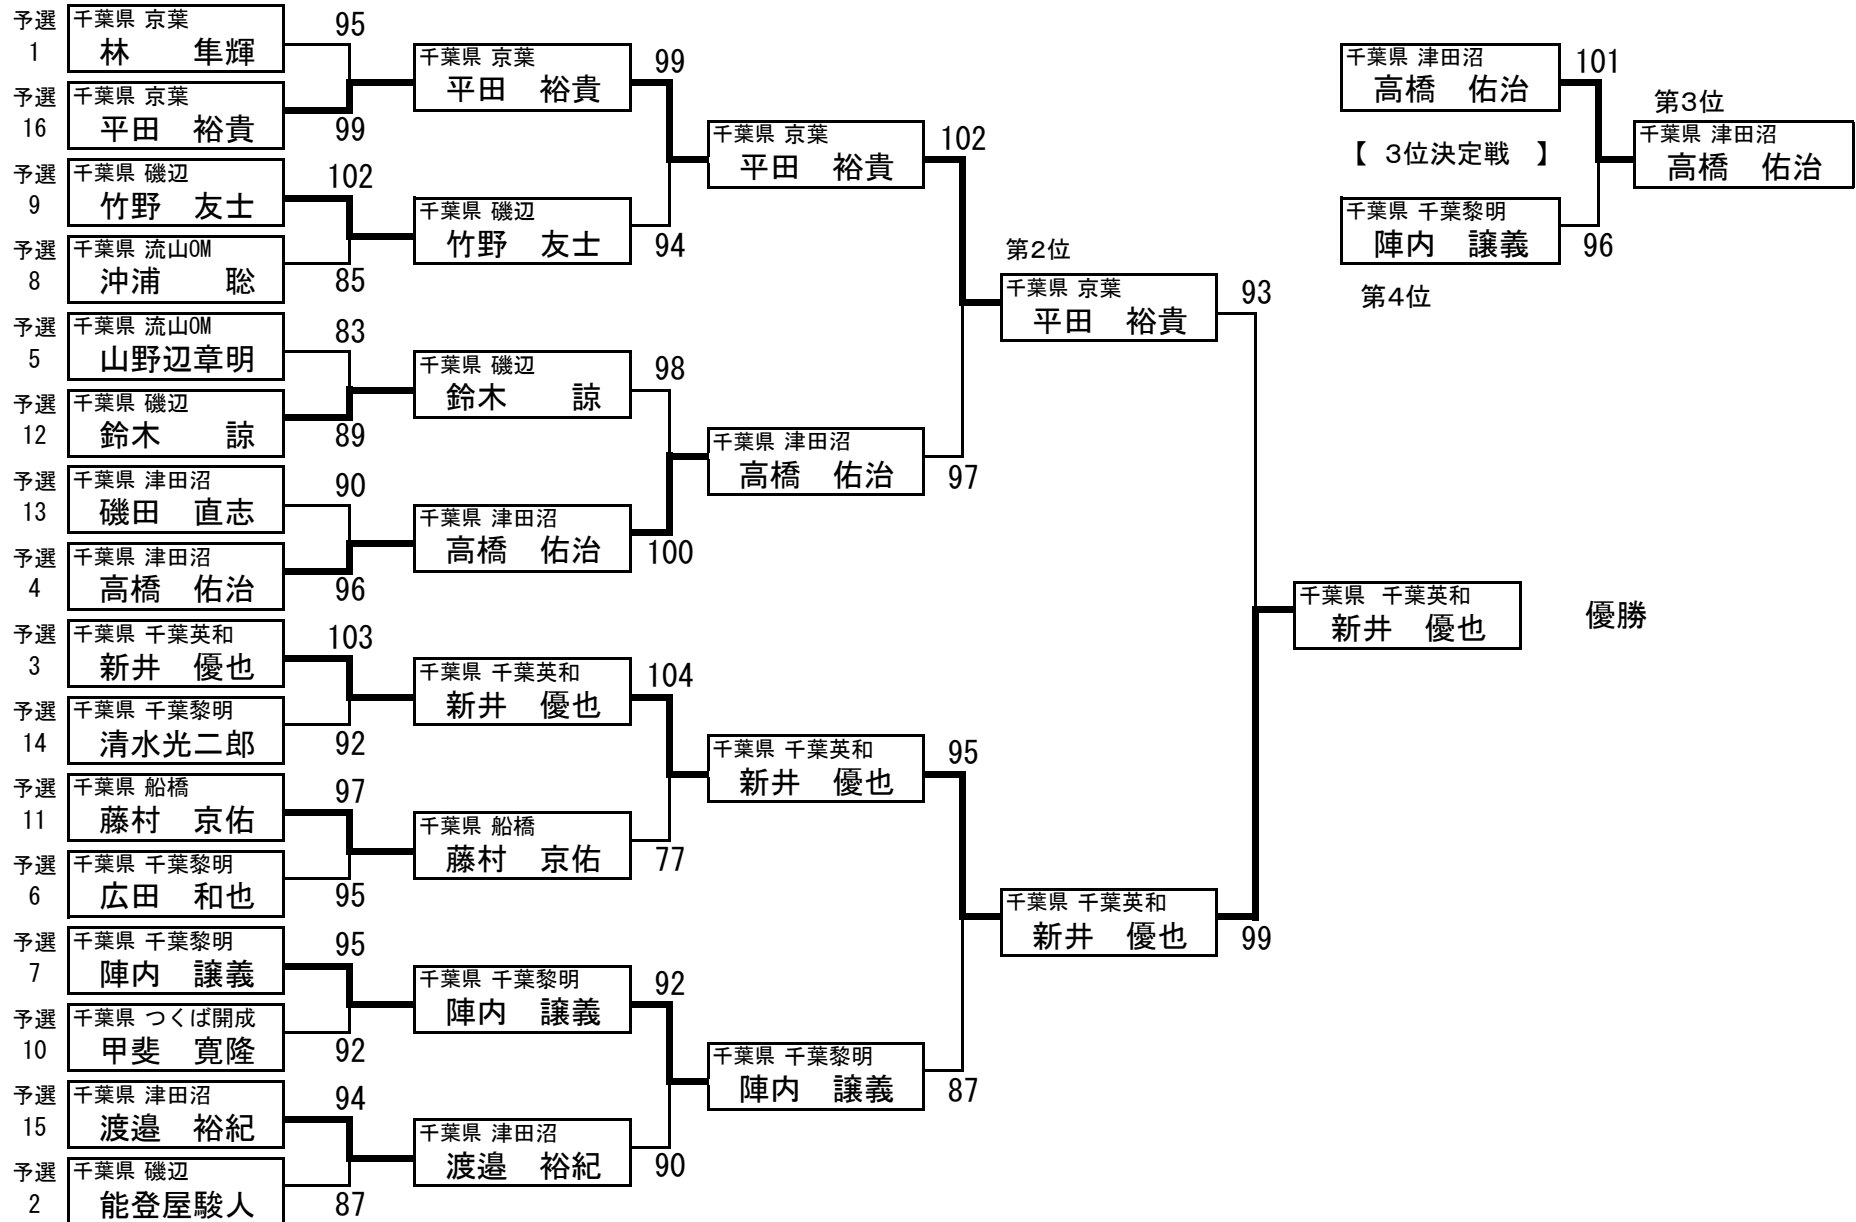 予選
1
千葉県 京葉
林　　隼輝
95
予選
16
千葉県 京葉
平田　裕貴
99
予選
9
千葉県 磯辺
竹野　友士
102
予選
8
千葉県 流山OM
沖浦　　聡
85
予選
5
千葉県 流山OM
山野辺章明
83
予選
12
千葉県 磯辺
鈴木　　諒
89
予選
13
千葉県 津田沼
磯田　直志
90
予選
4
千葉県 津田沼
高橋　佑治
96
予選
3
千葉県 千葉英和
新井　優也
103
予選
14
千葉県 千葉黎明
清水光二郎
92
予選
11
千葉県 船橋
藤村　京佑
97
予選
6
千葉県 千葉黎明
広田　和也
95
予選
7
千葉県 千葉黎明
陣内　譲義
95
予選
10
千葉県 つくば開成
甲斐　寛隆
92
予選
15
千葉県 津田沼
渡邉　裕紀
94
予選
2
千葉県 磯辺
能登屋駿人
87
千葉県 京葉
平田　裕貴
99
千葉県 磯辺
竹野　友士
94
千葉県 磯辺
鈴木　　諒
98
千葉県 津田沼
高橋　佑治
100
千葉県 千葉英和
新井　優也
104
千葉県 船橋
藤村　京佑
77
千葉県 千葉黎明
陣内　譲義
92
千葉県 津田沼
渡邉　裕紀
90
千葉県 京葉
平田　裕貴
102
千葉県 津田沼
高橋　佑治
97
千葉県 千葉英和
新井　優也
95
千葉県 千葉黎明
陣内　譲義
87
第2位
千葉県 京葉
平田　裕貴
93
千葉県 千葉英和
新井　優也
99
千葉県 千葉英和
新井　優也
優勝
千葉県 津田沼
高橋　佑治
101
【 3位決定戦 】
千葉県 千葉黎明
陣内　譲義
96
第4位
第3位
千葉県 津田沼
高橋　佑治